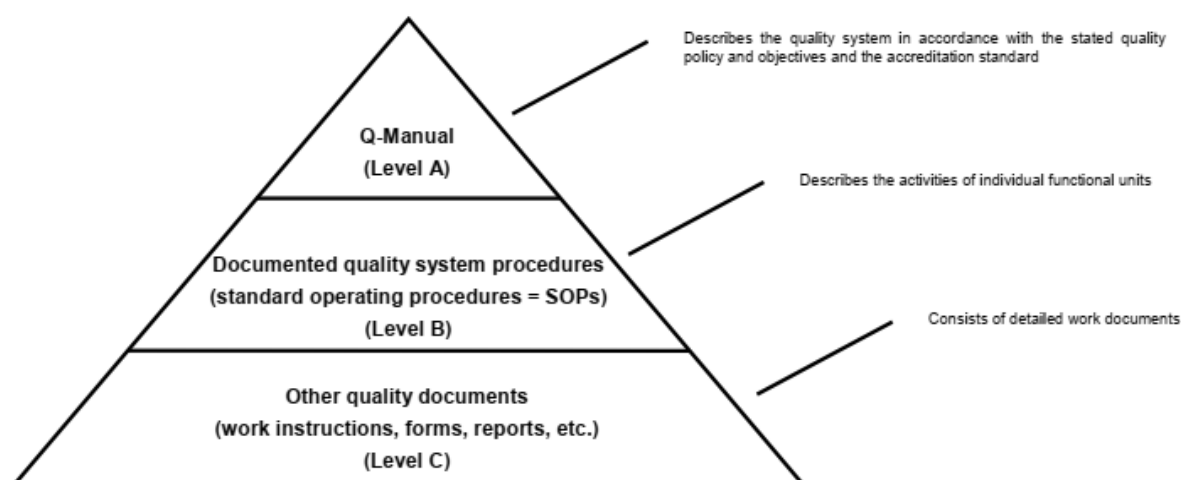 Describes the quality system in accordance with the stated quality
policy and objectives and the accreditation standard
Q-Manual
(Level A)
Describes the activities of individual functional units
Documented quality system procedures
(standard operating procedures = SOPs)
(Level B)
Consists of detailed work documents
Other quality documents
(work instructions, forms, reports, etc.)
(Level C)